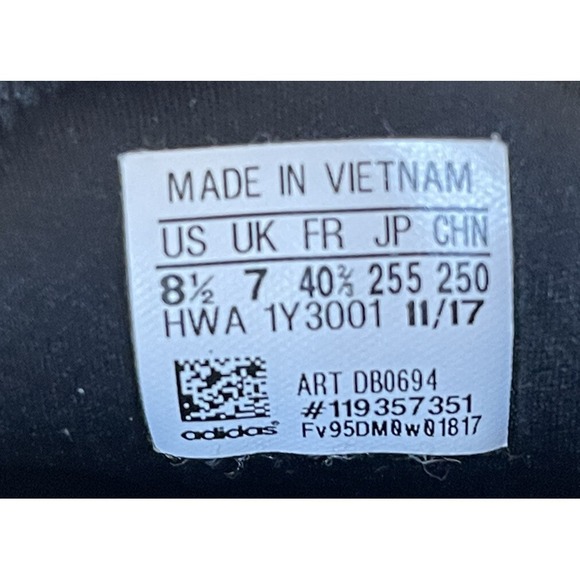 MADE IN VIETNAM
US UK FR JP CHN
8½ 7 40⅔ 255 250
HWA 1Y3001 11/17
ART DB0694
#119357351
adidas®
Fv95DM0w01817